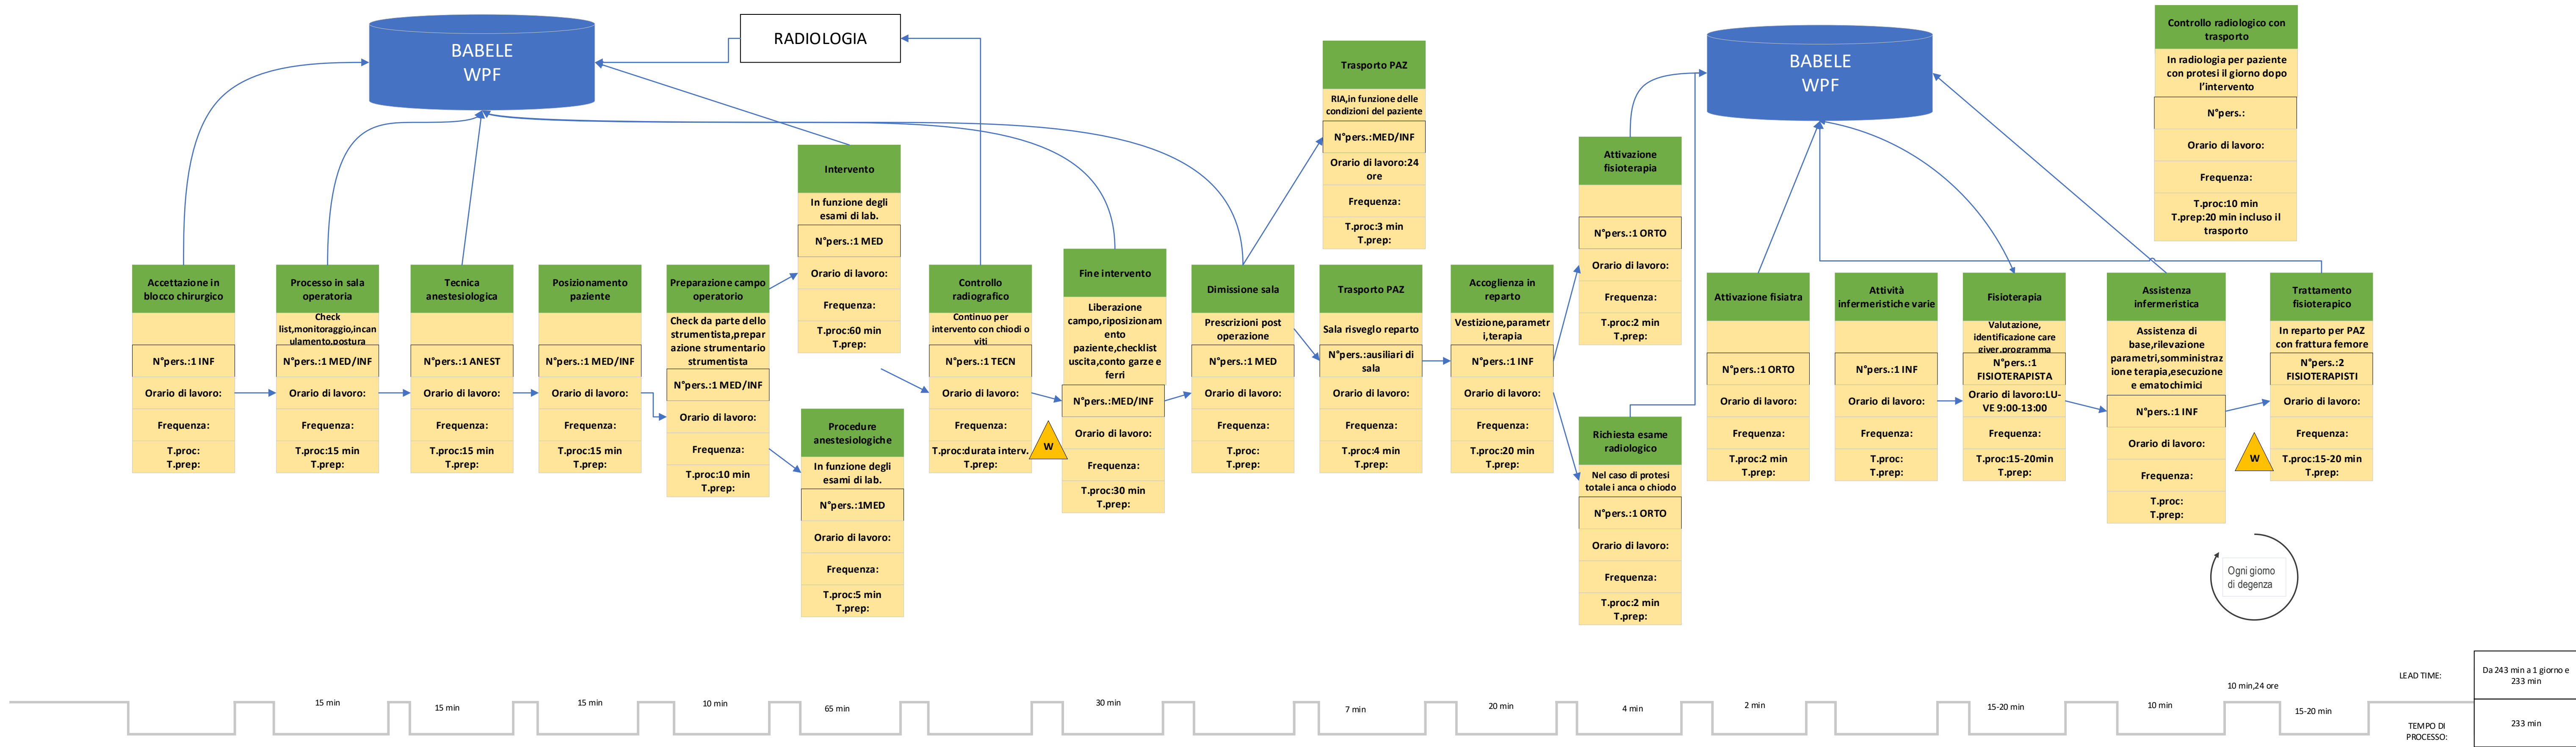 BABELE
WPF
RADIOLOGIA
BABELE
WPF
Controllo radiologico con
trasporto
In radiologia per paziente
con protesi il giorno dopo
l'intervento
N°pers.:
Orario di lavoro:
Frequenza:
T.proc:10 min
T.prep:20 min incluso il
trasporto
Trasporto PAZ
RIA,in funzione delle
condizioni del paziente
N°pers.:MED/INF
Orario di lavoro:24
ore
Frequenza:
T.proc:3 min
T.prep:
Accettazione in
blocco chirurgico
N°pers.:1 INF
Orario di lavoro:
Frequenza:
T.proc:
T.prep:
Processo in sala
operatoria
Check
list,monitoraggio,incan
ulamento,postura
N°pers.:1 MED/INF
Orario di lavoro:
Frequenza:
T.proc:15 min
T.prep:
Tecnica
anestesiologica
N°pers.:1 ANEST
Orario di lavoro:
Frequenza:
T.proc:15 min
T.prep:
Posizionamento
paziente
N°pers.:1 MED/INF
Orario di lavoro:
Frequenza:
T.proc:15 min
T.prep:
Preparazione campo
operatorio
Check da parte dello
strumentista,prepar
azione strumentario
strumentista
N°pers.:1 MED/INF
Orario di lavoro:
Frequenza:
T.proc:10 min
T.prep:
Intervento
In funzione degli
esami di lab.
N°pers.:1 MED
Orario di lavoro:
Frequenza:
T.proc:60 min
T.prep:
Procedure
anestesiologiche
In funzione degli
esami di lab.
N°pers.:1MED
Orario di lavoro:
Frequenza:
T.proc:5 min
T.prep:
Controllo
radiografico
Continuo per
intervento con chiodi o
viti
N°pers.:1 TECN
Orario di lavoro:
Frequenza:
T.proc:durata interv.
T.prep:
W
Fine intervento
Liberazione
campo,riposizionam
ento
paziente,checklist
uscita,conto garze e
ferri
N°pers.:MED/INF
Orario di lavoro:
Frequenza:
T.proc:30 min
T.prep:
Dimissione sala
Prescrizioni post
operazione
N°pers.:1 MED
Orario di lavoro:
Frequenza:
T.proc:
T.prep:
Trasporto PAZ
Sala risveglo reparto
N°pers.:ausiliari di
sala
Orario di lavoro:
Frequenza:
T.proc:4 min
T.prep:
Accoglienza in
reparto
Vestizione,parametr
i,terapia
N°pers.:1 INF
Orario di lavoro:
Frequenza:
T.proc:20 min
T.prep:
Attivazione
fisioterapia
N°pers.:1 ORTO
Orario di lavoro:
Frequenza:
T.proc:2 min
T.prep:
Richiesta esame
radiologico
Nel caso di protesi
totale i anca o chiodo
N°pers.:1 ORTO
Orario di lavoro:
Frequenza:
T.proc:2 min
T.prep:
Attivazione fisiatra
N°pers.:1 ORTO
Orario di lavoro:
Frequenza:
T.proc:2 min
T.prep:
Attività
infermeristiche varie
N°pers.:1 INF
Orario di lavoro:
Frequenza:
T.proc:
T.prep:
Fisioterapia
Valutazione,
identificazione care
giver,programma
N°pers.:1
FISIOTERAPISTA
Orario di lavoro:LU-
VE 9:00-13:00
Frequenza:
T.proc:15-20min
T.prep:
Assistenza
infermeristica
Assistenza di
base,rilevazione
parametri,somministraz
ione terapia,esecuzione
e ematochimici
N°pers.:1 INF
Orario di lavoro:
Frequenza:
T.proc:
T.prep:
W
Trattamento
fisioterapico
In reparto per PAZ
con frattura femore
N°pers.:2
FISIOTERAPISTI
Orario di lavoro:
Frequenza:
T.proc:15-20 min
T.prep:
Ogni giorno
di degenza
15 min
15 min
15 min
10 min
65 min
30 min
7 min
20 min
4 min
2 min
15-20 min
10 min
10 min,24 ore
15-20 min
LEAD TIME:
Da 243 min a 1 giorno e
233 min
TEMPO DI
PROCESSO:
233 min